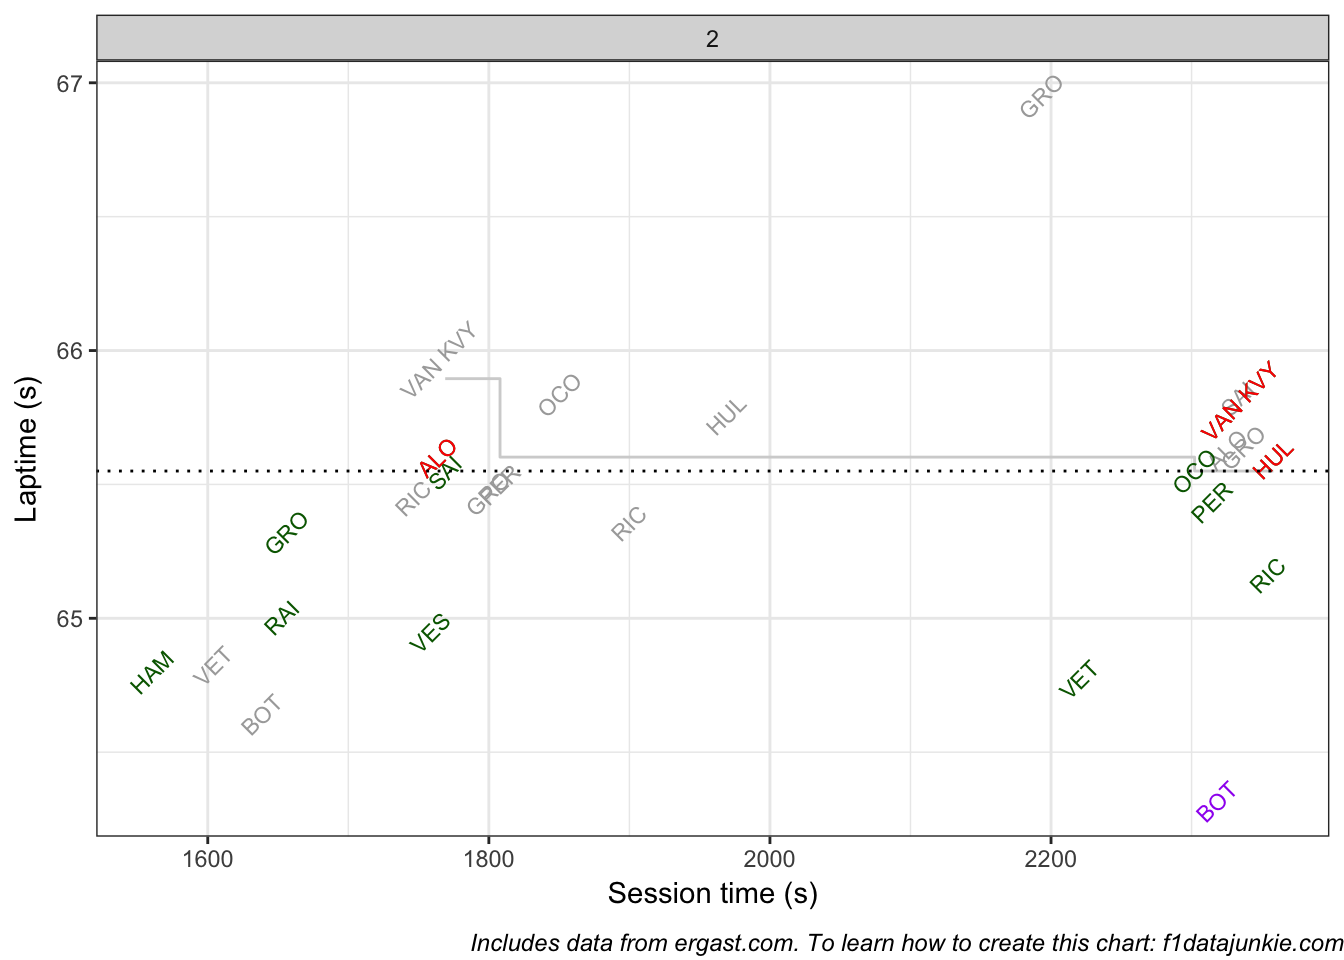 2
67
GRO
66
VAN KVY
OCO
HUL
SAI
VAN KVY
ALO
SAI
RIC
PER
ALO
GRO
HUL
OCO
PER
GRO
RIC
RIC
65
RAI
VES
HAM
VET
VET
BOT
BOT
Laptime (s)
1600
1800
2000
2200
Session time (s)
Includes data from ergast.com. To learn how to create this chart: f1datajunkie.com